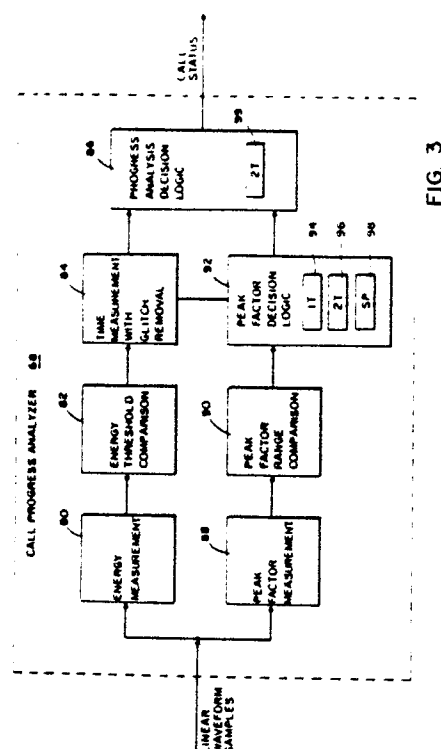 CALL PROGRESS ANALYZER 68
LINEAR
WAVEFORM
SAMPLES
80
ENERGY
MEASUREMENT
82
ENERGY
THRESHOLD
COMPARISON
84
TIME
MEASUREMENT
WITH
GLITCH
REMOVAL
86
PROGRESS
ANALYSIS
DECISION
LOGIC
2T
99
CALL
STATUS
88
PEAK
FACTOR
MEASUREMENT
90
PEAK
FACTOR
RANGE
COMPARISON
92
PEAK
FACTOR
DECISION
LOGIC
1T
94
2T
96
SP
98
FIG. 3